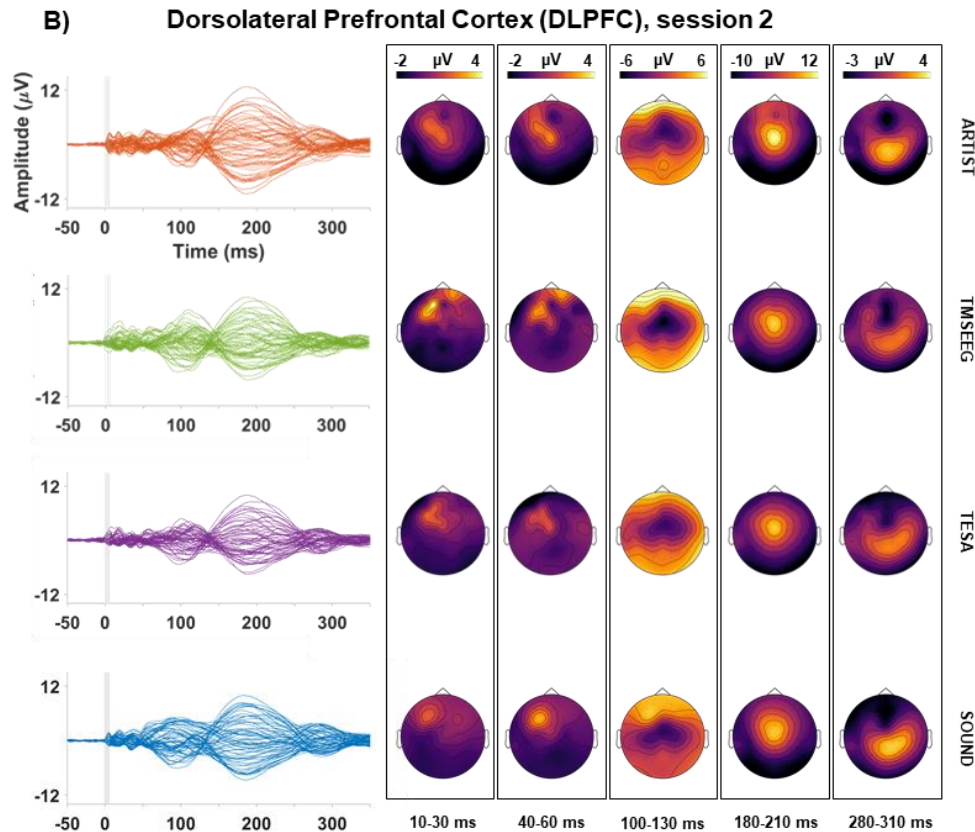 B) Dorsolateral Prefrontal Cortex (DLPFC), session 2
-2 µV 4
-2 µV 4
-6 µV 6
-10 µV 12
-3 µV 4
Amplitude (µV)
12
-12
-50 0 100 200 300
Time (ms)
ARTIST
12
-12
-50 0 100 200 300
TMSEEG
12
-12
-50 0 100 200 300
TESA
12
-12
-50 0 100 200 300
SOUND
10-30 ms
40-60 ms
100-130 ms
180-210 ms
280-310 ms